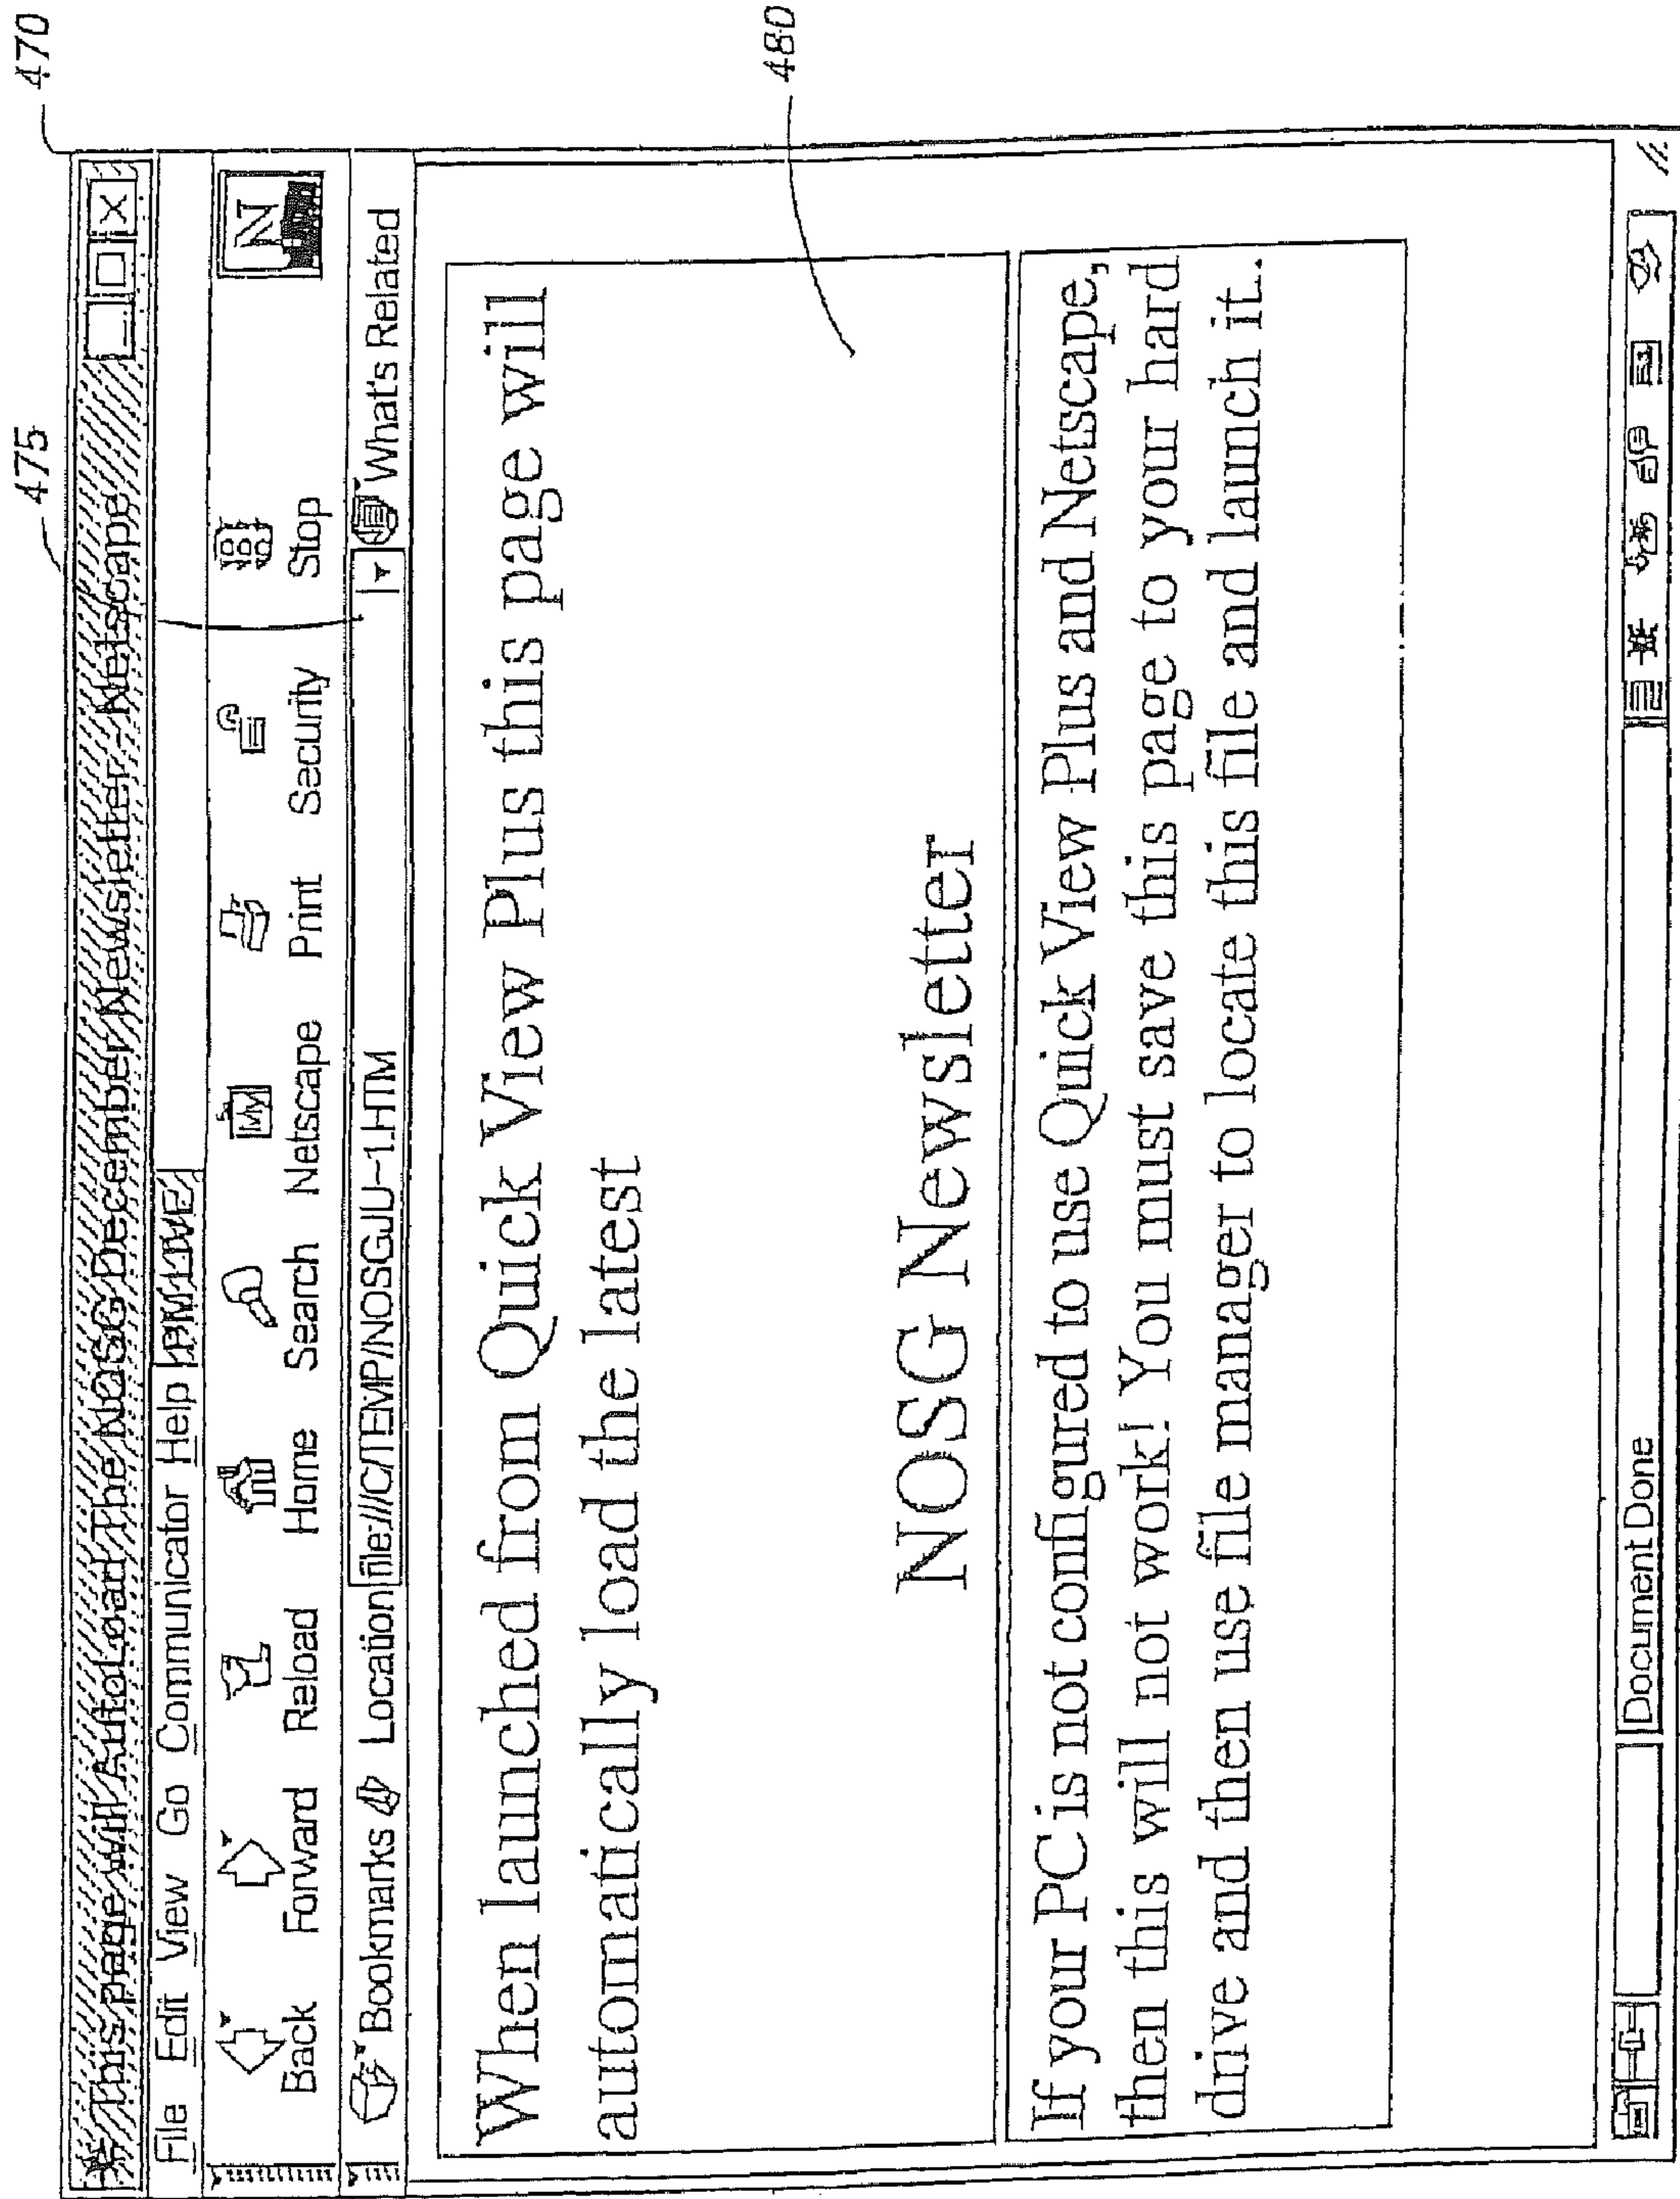 470
475
This page will AutoLoad The NOSG December Newsletter - Netscape
File Edit View Go Communicator Help IBM LIVE
Back Forward Reload Home Search Netscape Print Security Stop
My
N
Bookmarks Location file:///C/TEMP/NOSGJU~1.HTM What's Related
When launched from Quick View Plus this page will
automatically load the latest
480
NOSG Newsletter
If your PC is not configured to use Quick View Plus and Netscape,
then this will not work! You must save this page to your hard
drive and then use file manager to locate this file and launch it.
Document Done